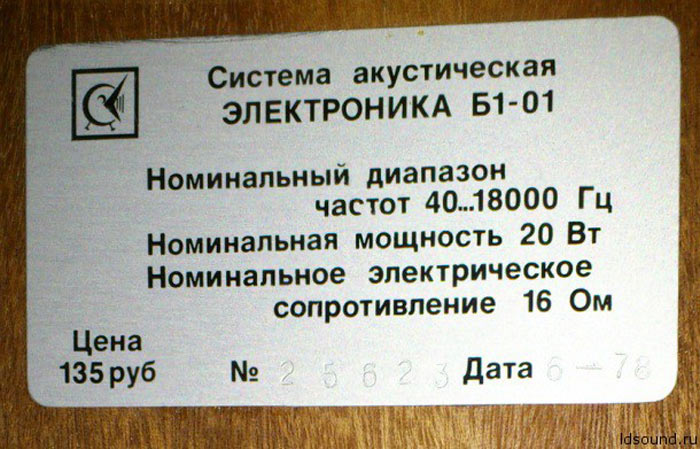 Система акустическая
ЭЛЕКТРОНИКА Б1-01
Номинальный диапазон
частот 40...18000 Гц
Номинальная мощность 20 Вт
Номинальное электрическое
сопротивление 16 Ом
Цена
135 руб № 25623 Дата 6-78
ldsound.ru